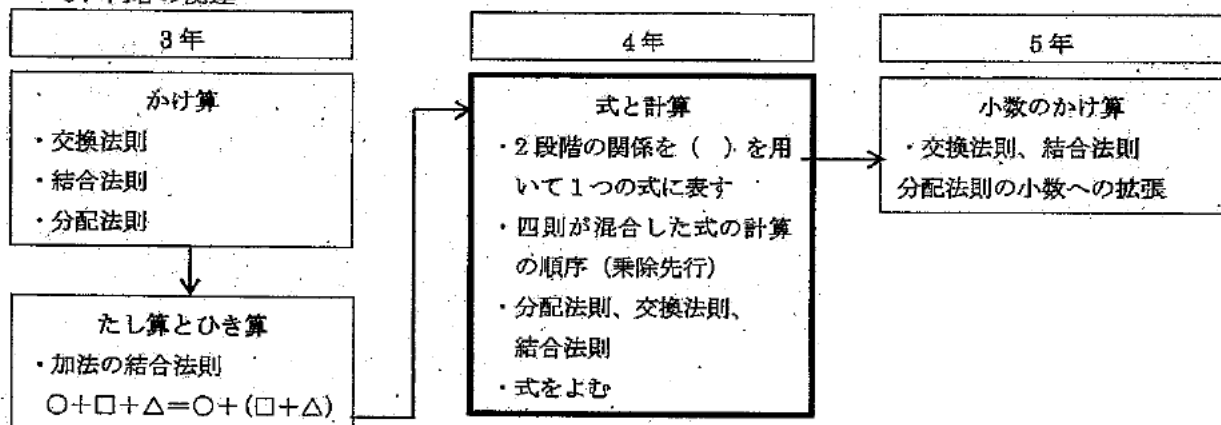 3年
かけ算
・交換法則
・結合法則
・分配法則
たし算とひき算
・加法の結合法則
○+□+△=○+(□+△)
4年
式と計算
・2段階の関係を( )を用
いて1つの式に表す
・四則が混合した式の計算
の順序(乗除先行)
・分配法則、交換法則、
結合法則
・式をよむ
5年
小数のかけ算
・交換法則、結合法則
分配法則の小数への拡張